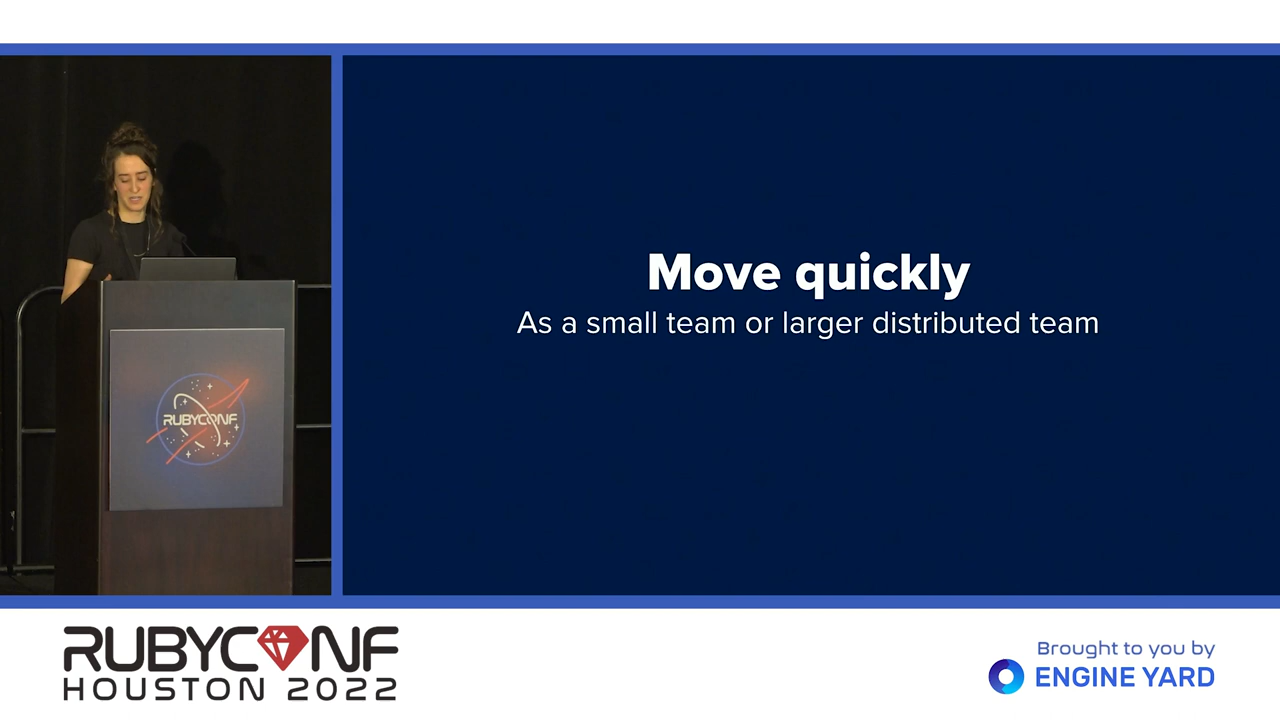 Move quickly
As a small team or larger distributed team
RUBYCONF
RUBYCONF
HOUSTON 2022
Brought to you by
ENGINE YARD